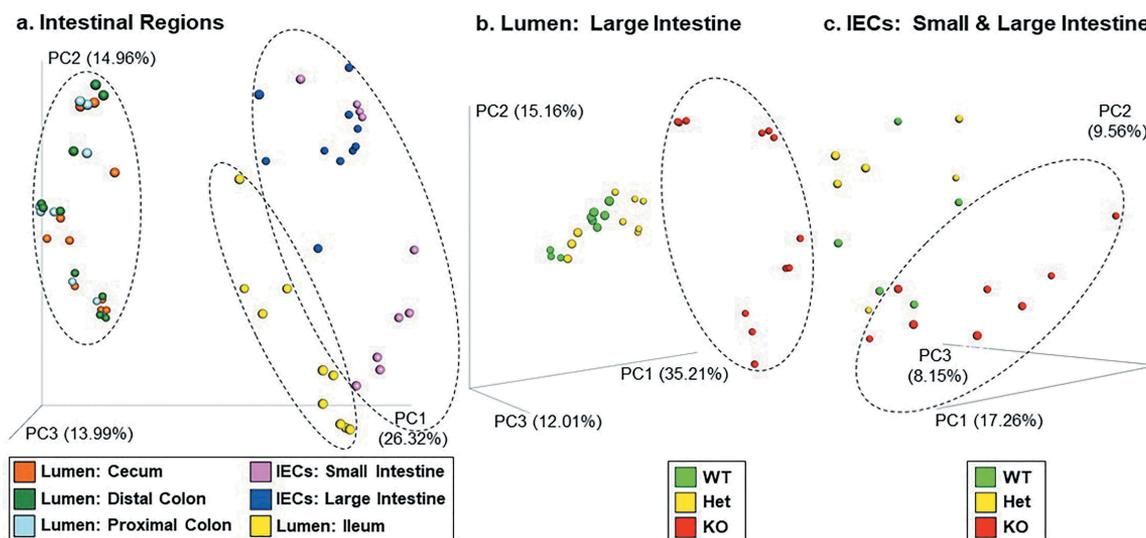 a. Intestinal Regions
PC2 (14.96%)
PC1
(26.32%)
PC3 (13.99%)
Lumen: Cecum
Lumen: Distal Colon
Lumen: Proximal Colon
IECs: Small Intestine
IECs: Large Intestine
Lumen: Ileum
b. Lumen: Large Intestine
PC2 (15.16%)
PC1 (35.21%)
PC3 (12.01%)
WT
Het
KO
c. IECs: Small & Large Intestine
PC2
(9.56%)
PC3
(8.15%)
PC1 (17.26%)
WT
Het
KO